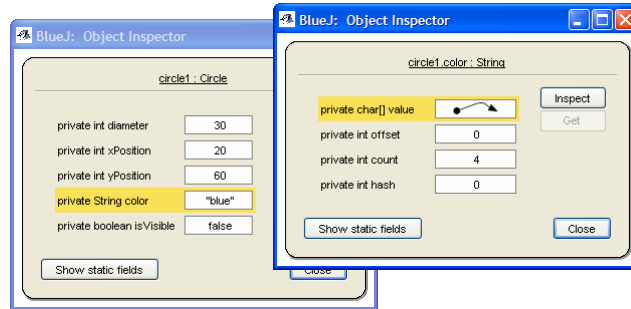 BlueJ: Object Inspector
circle1 : Circle
private int diameter 30
private int xPosition 20
private int yPosition 60
private String color "blue"
private boolean isVisible false
Show static fields
Close
BlueJ: Object Inspector
circle1.color : String
private char[] value
Inspect
Get
private int offset 0
private int count 4
private int hash 0
Show static fields
Close